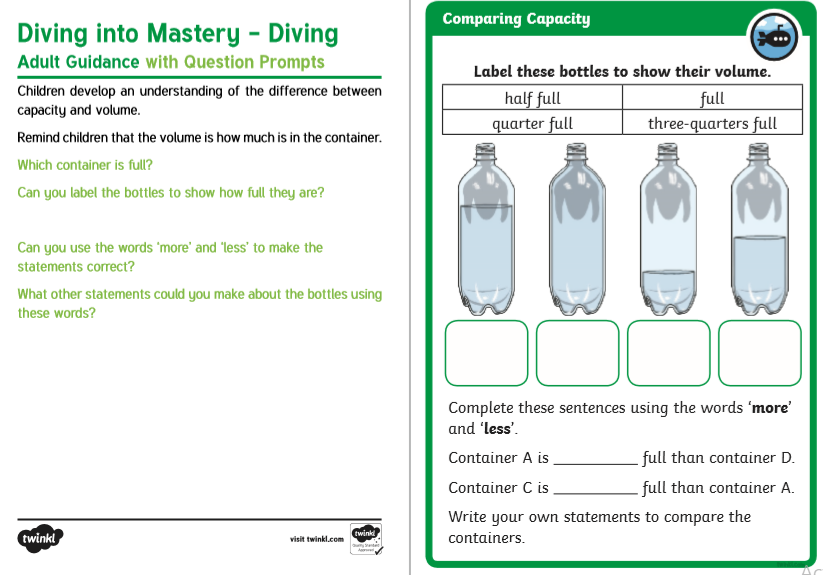 Diving into Mastery – Diving
Adult Guidance with Question Prompts
Children develop an understanding of the difference between
capacity and volume.
Remind children that the volume is how much is in the container.
Which container is full?
Can you label the bottles to show how full they are?
Can you use the words ‘more’ and ‘less’ to make the
statements correct?
What other statements could you make about the bottles using
these words?
twinkl
visit twinkl.com
twinkl
Quality Standard
Approved
Comparing Capacity
Label these bottles to show their volume.
half full
full
quarter full
three-quarters full
Complete these sentences using the words ‘more’
and ‘less’.
Container A is __________ full than container D.
Container C is __________ full than container A.
Write your own statements to compare the
containers.